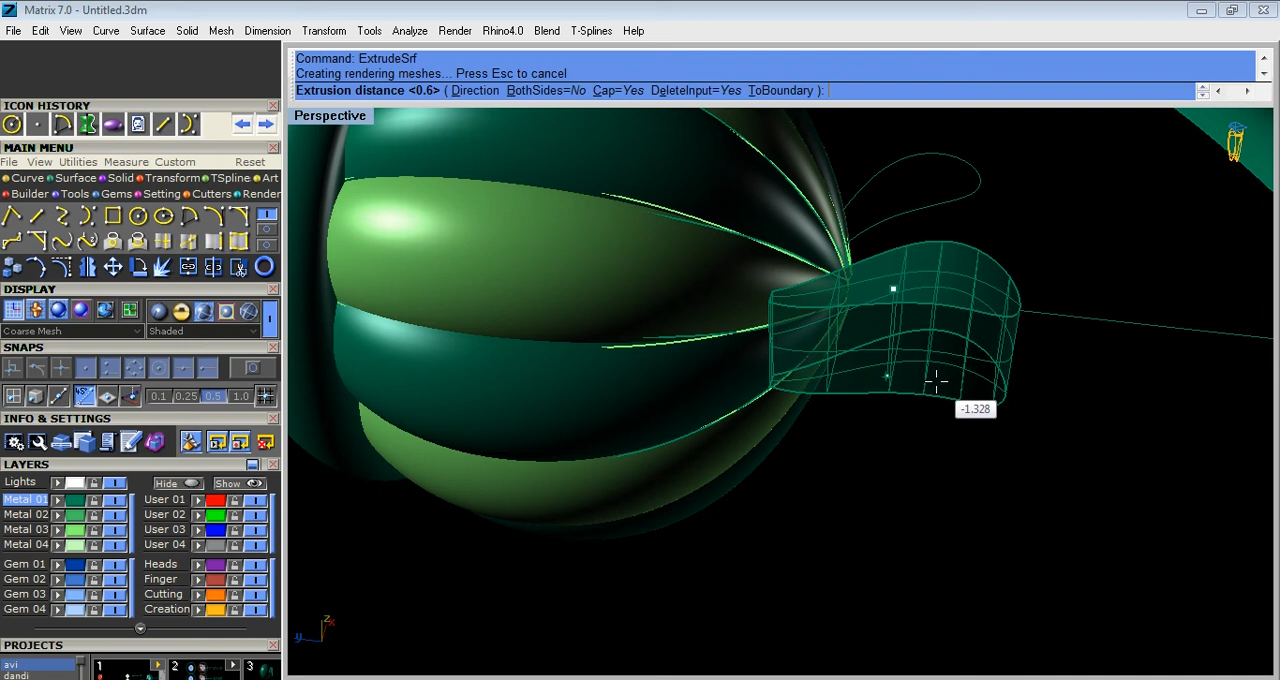 Matrix 7.0 - Untitled.3dm
File Edit View Curve Surface Solid Mesh Dimension Transform Tools Analyze Render Rhino4.0 Blend T-Splines Help
Command: ExtrudeSrf
Creating rendering meshes... Press Esc to cancel
Extrusion distance <0.6> ( Direction BothSides=No Cap=Yes DeleteInput=Yes ToBoundary ):
ICON HISTORY
MAIN MENU
File View Utilities Measure Custom Reset
Curve Surface Solid Transform TSpline Art
Builder Tools Gems Setting Cutters Render
DISPLAY
Coarse Mesh Shaded
SNAPS
45°
0.1 0.25 0.5 1.0
INFO & SETTINGS
LAYERS
Lights Hide Show
Metal 01 User 01
Metal 02 User 02
Metal 03 User 03
Metal 04 User 04
Gem 01 Heads
Gem 02 Finger
Gem 03 Cutting
Gem 04 Creation
PROJECTS
avi
dandi
1 2 3
Perspective
-1.328
z
x
y